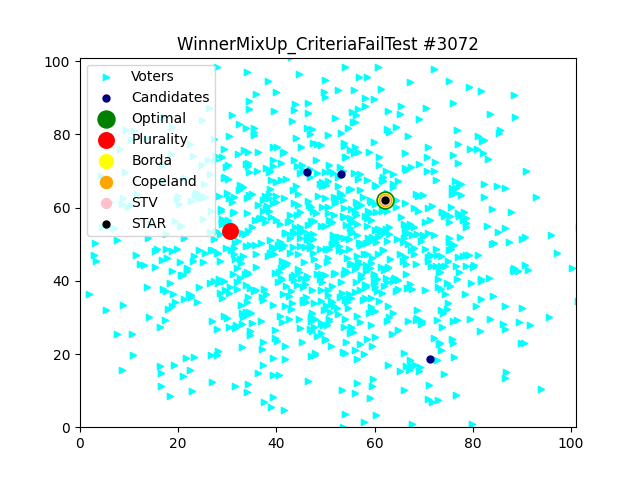 WinnerMixUp_CriteriaFailTest #3072
100
80
60
40
20
0
0 20 40 60 80 100
Voters
Candidates
Optimal
Plurality
Borda
Copeland
STV
STAR